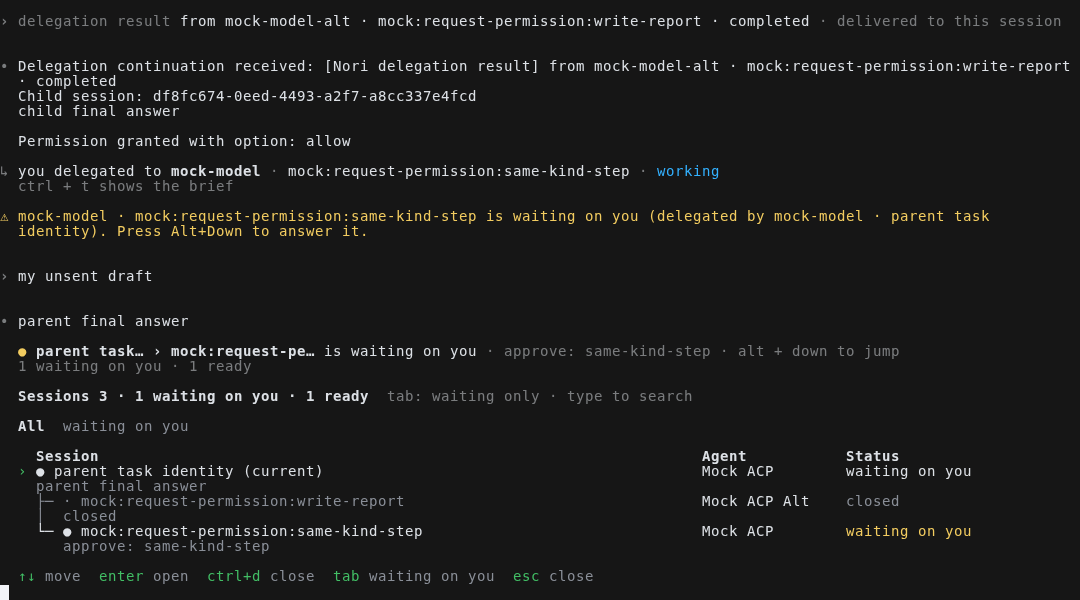 › delegation result from mock-model-alt · mock:request-permission:write-report · completed · delivered to this session
• Delegation continuation received: [Nori delegation result] from mock-model-alt · mock:request-permission:write-report
· completed
Child session: df8fc674-0eed-4493-a2f7-a8cc337e4fcd
child final answer
Permission granted with option: allow
↳ you delegated to mock-model · mock:request-permission:same-kind-step · working
ctrl + t shows the brief
⚠ mock-model · mock:request-permission:same-kind-step is waiting on you (delegated by mock-model · parent task
identity). Press Alt+Down to answer it.
› my unsent draft
• parent final answer
● parent task… › mock:request-pe… is waiting on you · approve: same-kind-step · alt + down to jump
1 waiting on you · 1 ready
Sessions 3 · 1 waiting on you · 1 ready  tab: waiting only · type to search
All  waiting on you
Session  Agent  Status
› ● parent task identity (current)  Mock ACP  waiting on you
parent final answer
├─ · mock:request-permission:write-report  Mock ACP Alt  closed
│  closed
└─ ● mock:request-permission:same-kind-step  Mock ACP  waiting on you
approve: same-kind-step
↑↓ move  enter open  ctrl+d close  tab waiting on you  esc close